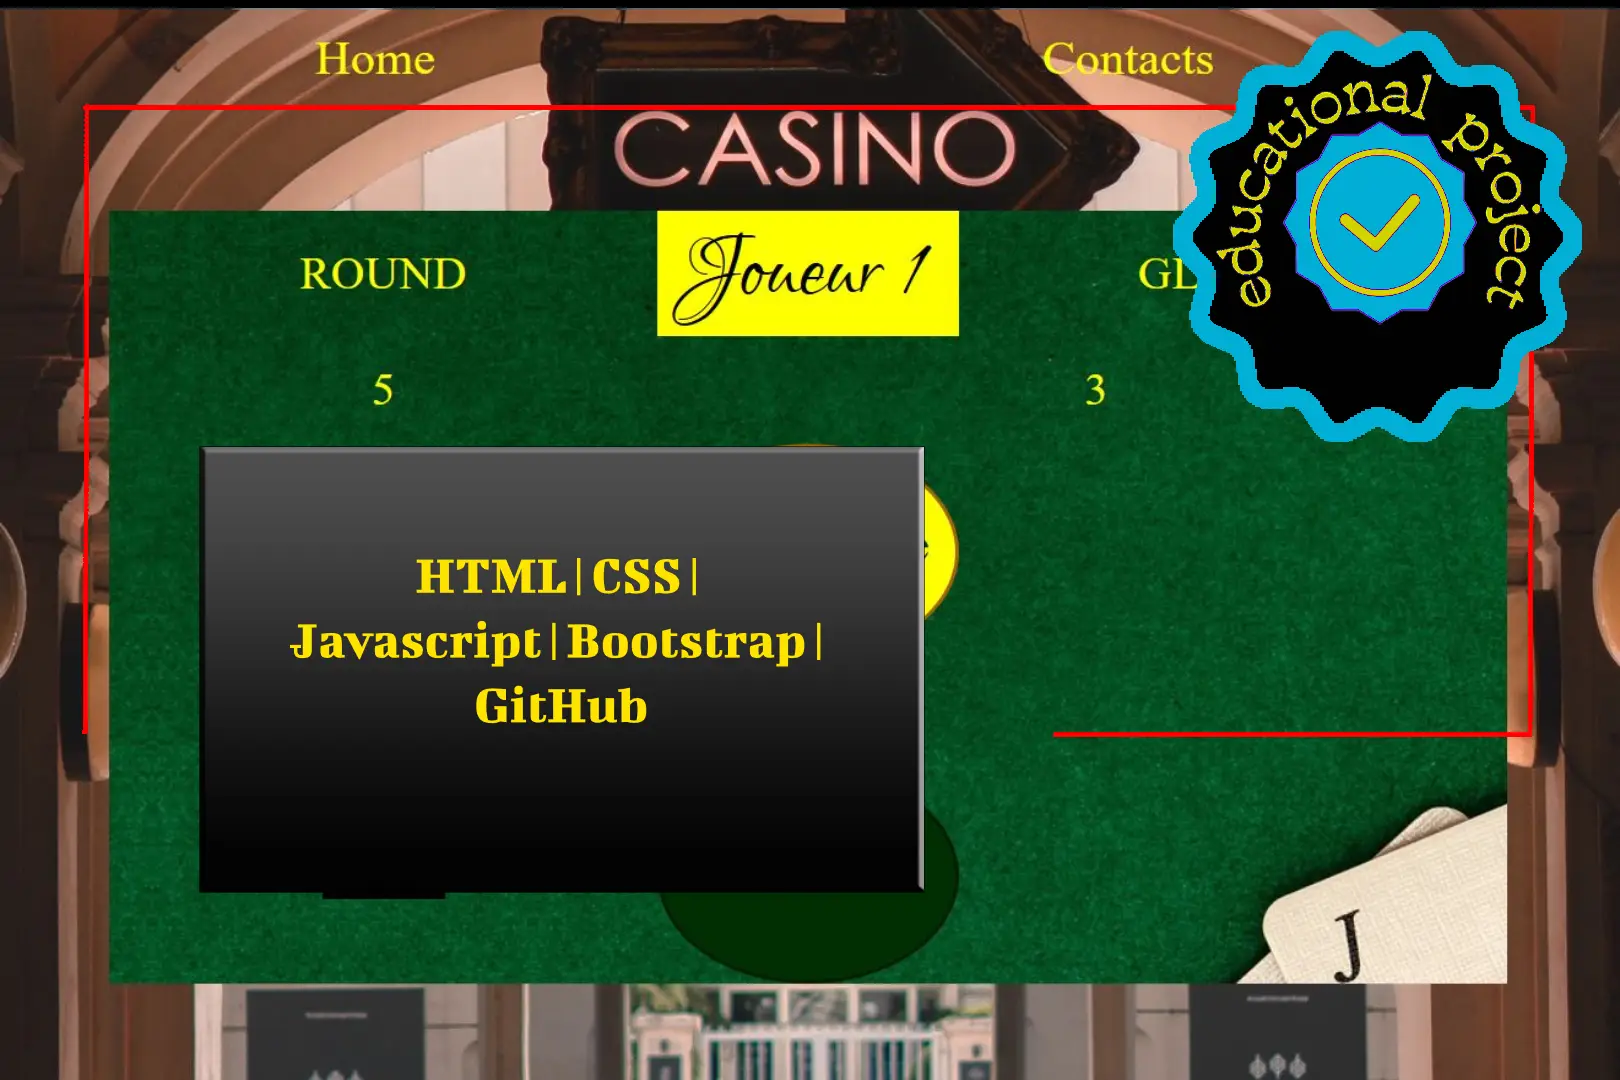 Home
Contacts
CASINO
educational project
ROUND
Joueur 1
5
3
HTML|CSS|
Javascript|Bootstrap|
GitHub
J